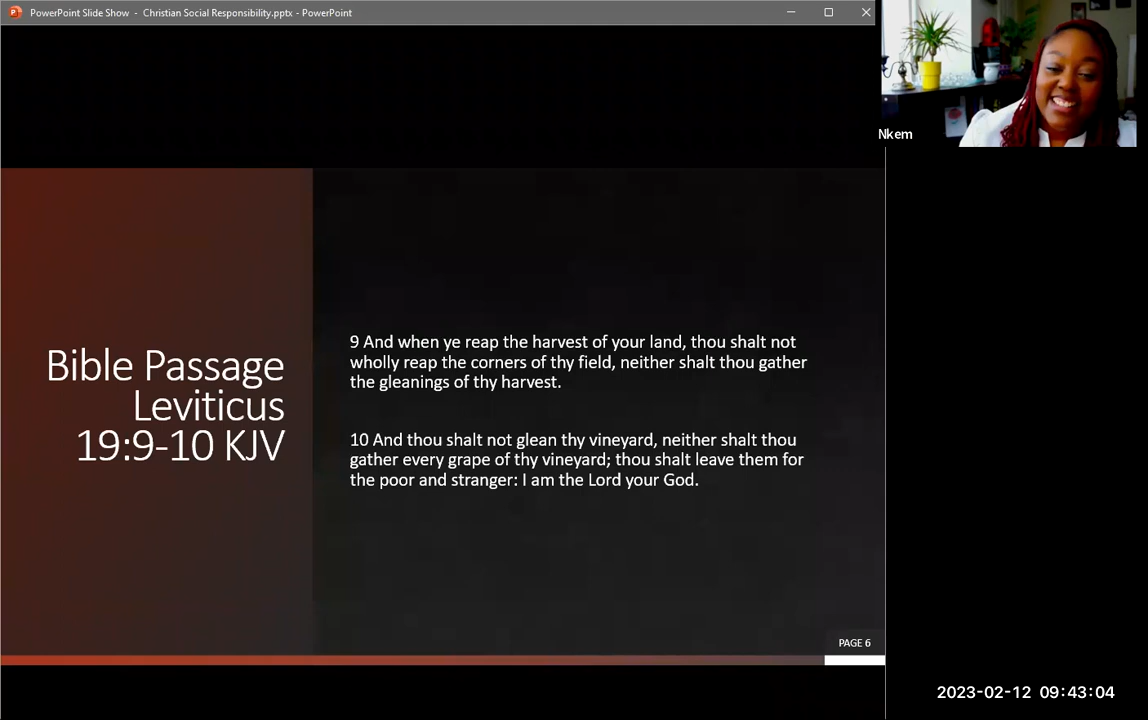 PowerPoint Slide Show - Christian Social Responsibility.pptx - PowerPoint
Nkem
Bible Passage
Leviticus
19:9-10 KJV
9 And when ye reap the harvest of your land, thou shalt not
wholly reap the corners of thy field, neither shalt thou gather
the gleanings of thy harvest.
10 And thou shalt not glean thy vineyard, neither shalt thou
gather every grape of thy vineyard; thou shalt leave them for
the poor and stranger: I am the Lord your God.
PAGE 6
2023-02-12 09:43:04